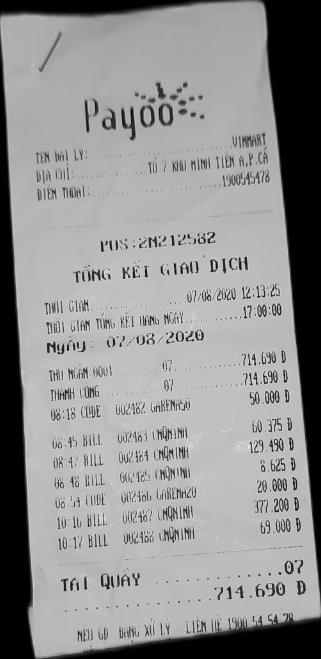 Payoo
TÊN ĐẠI LÝ:....................VINMART
ĐỊA CHỈ:............TỔ 7 KHU MINH TIẾN A,P.CẨ
ĐIỆN THOẠI:...................1900545478
POS:2M212582
TỔNG KẾT GIAO DỊCH
THỜI GIAN.................07/08/2020 12:13:25
THỜI GIAN TỔNG KẾT HÀNG NGÀY...........17:00:00
Ngày: 07/08/2020
THU NGÂN 0001..........07.............714.690 Đ
THÀNH CÔNG.............07.............714.690 Đ
08:18 CODE 002482 GARENA50 50.000 Đ
08:45 BILL 002483 CNQNINH 60.375 Đ
08:47 BILL 002484 CNQNINH 129.490 Đ
08:48 BILL 002485 CNQNINH 8.625 Đ
08:54 CODE 002486 GARENA20 20.000 Đ
10:16 BILL 002487 CNQNINH 377.200 Đ
10:17 BILL 002488 CNQNINH 69.000 Đ
TẠI QUẦY ............07
..............714.690 Đ
NẾU GD ĐANG XỬ LÝ LIÊN HỆ 1900 54 54 78